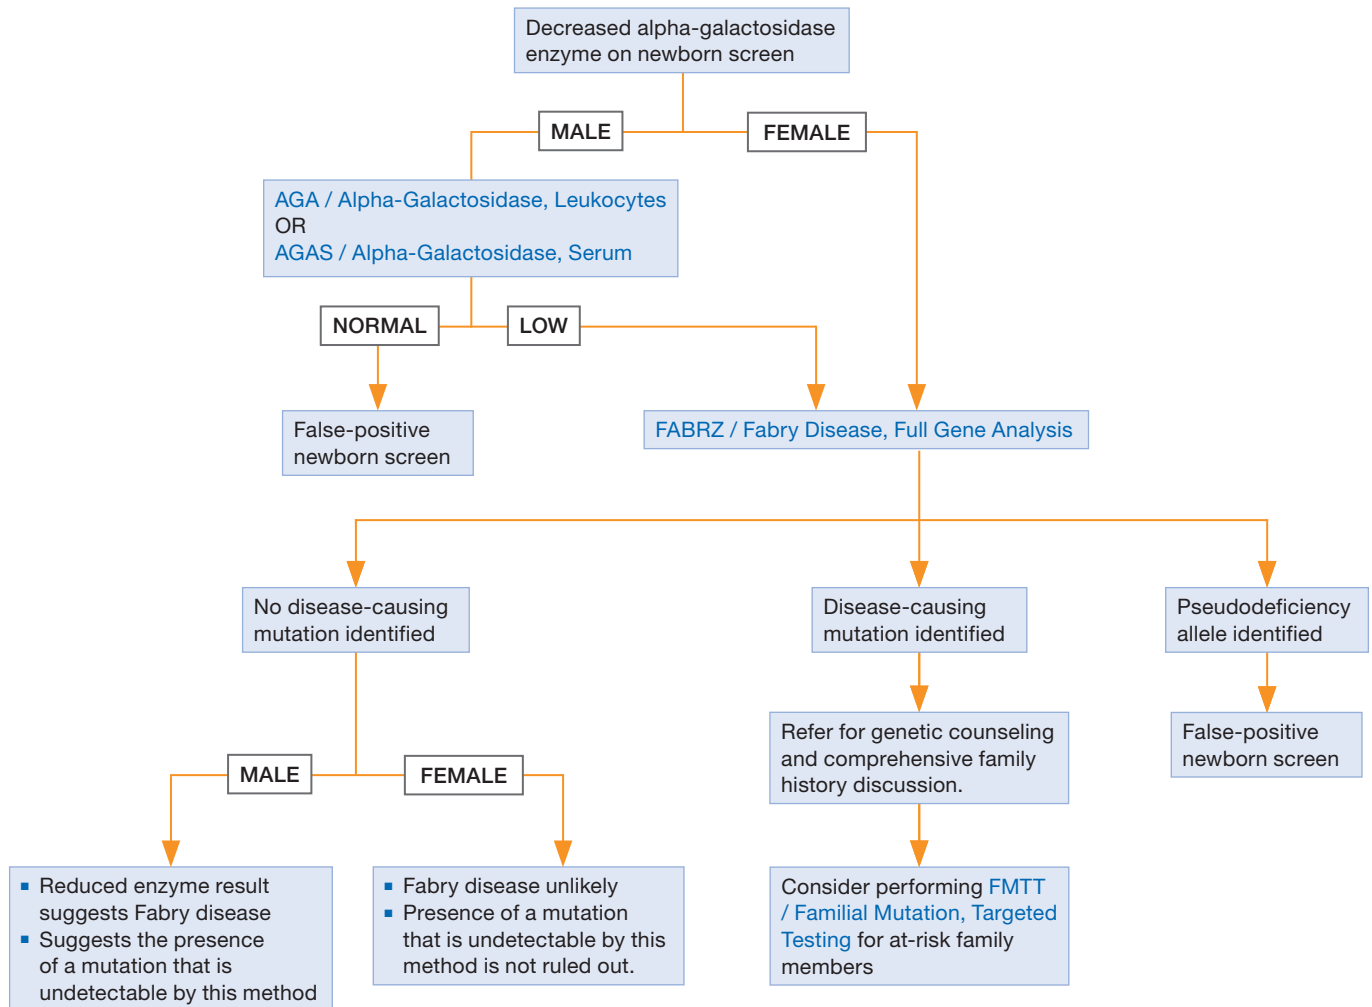 Decreased alpha-galactosidase
enzyme on newborn screen
MALE
FEMALE
AGA / Alpha-Galactosidase, Leukocytes
OR
AGAS / Alpha-Galactosidase, Serum
NORMAL
LOW
False-positive
newborn screen
FABRZ / Fabry Disease, Full Gene Analysis
No disease-causing
mutation identified
Disease-causing
mutation identified
Pseudodeficiency
allele identified
Refer for genetic counseling
and comprehensive family
history discussion.
False-positive
newborn screen
MALE
FEMALE
▪ Reduced enzyme result
suggests Fabry disease
▪ Suggests the presence
of a mutation that is
undetectable by this method
▪ Fabry disease unlikely
▪ Presence of a mutation
that is undetectable by this
method is not ruled out.
Consider performing FMTT
/ Familial Mutation, Targeted
Testing for at-risk family
members